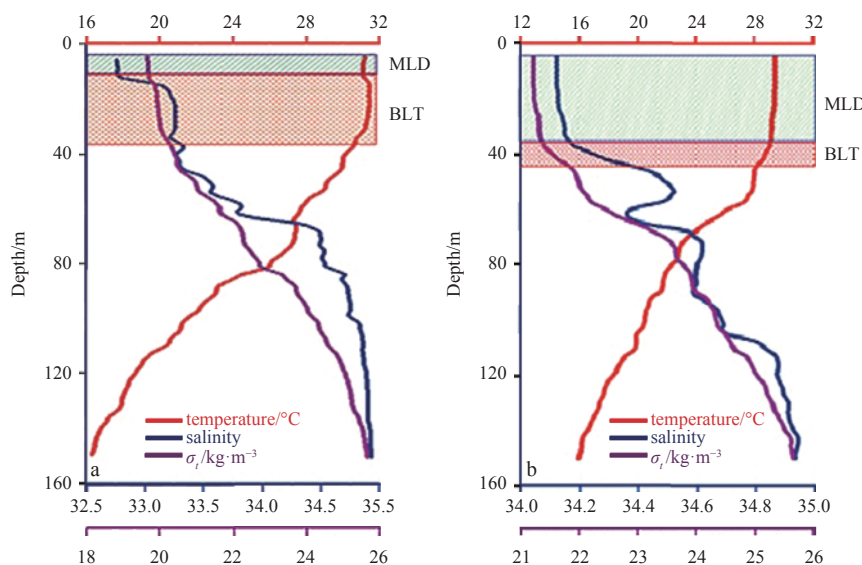 16 20 24 28 32
0
40
80
120
160
Depth/m
MLD
BLT
temperature/°C
salinity
σt/kg·m⁻³
a
32.5 33.0 33.5 34.0 34.5 35.5
18 20 22 24 26
12 16 20 24 28 32
0
40
80
120
160
Depth/m
MLD
BLT
temperature/°C
salinity
σt/kg·m⁻³
b
34.0 34.2 34.4 34.6 34.8 35.0
21 22 23 24 25 26